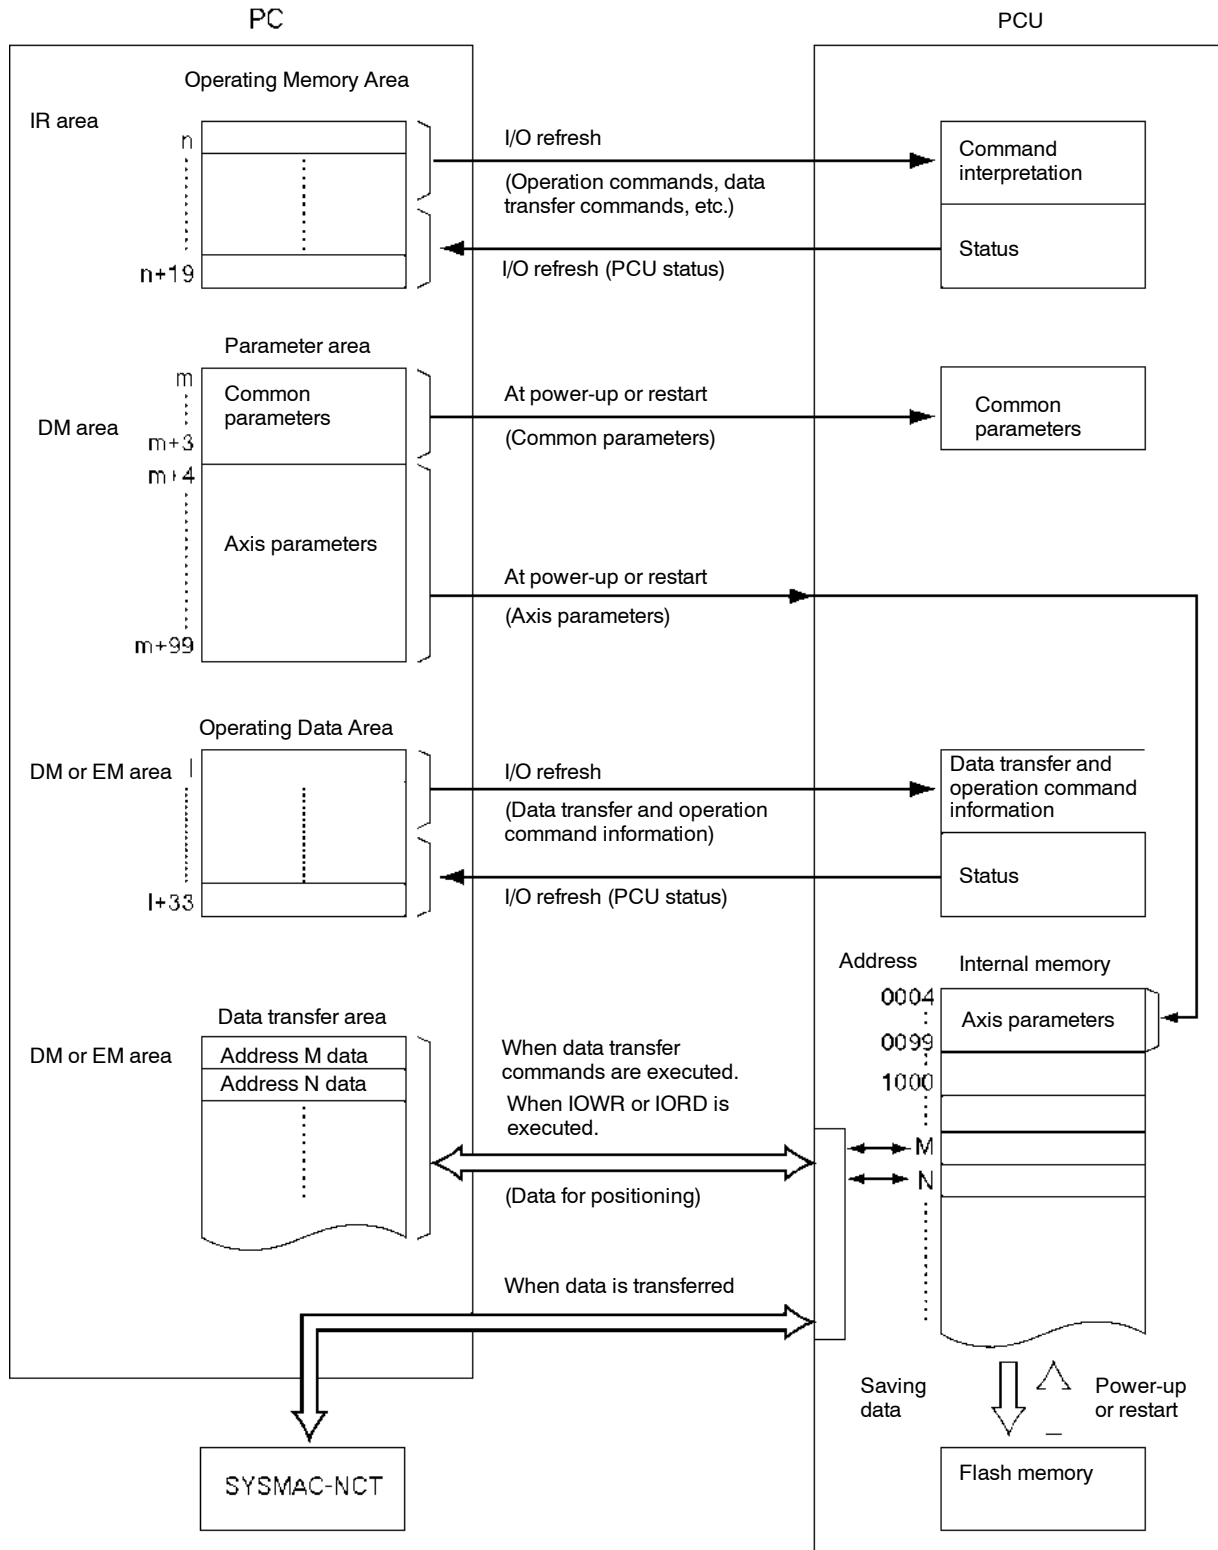 PC
PCU
Operating Memory Area
IR area
n
n+19
I/O refresh
(Operation commands, data
transfer commands, etc.)
I/O refresh (PCU status)
Command
interpretation
Status
Parameter area
DM area
m
m+3
m+4
m+99
Common
parameters
Axis parameters
At power-up or restart
(Common parameters)
At power-up or restart
(Axis parameters)
Common
parameters
Operating Data Area
DM or EM area
l
l+33
I/O refresh
(Data transfer and operation
command information)
I/O refresh (PCU status)
Data transfer and
operation command
information
Status
Address
Internal memory
0004
0099
1000
M
N
Axis parameters
Data transfer area
DM or EM area
Address M data
Address N data
When data transfer
commands are executed.
When IOWR or IORD is
executed.
(Data for positioning)
When data is transferred
Saving
data
Power-up
or restart
SYSMAC-NCT
Flash memory